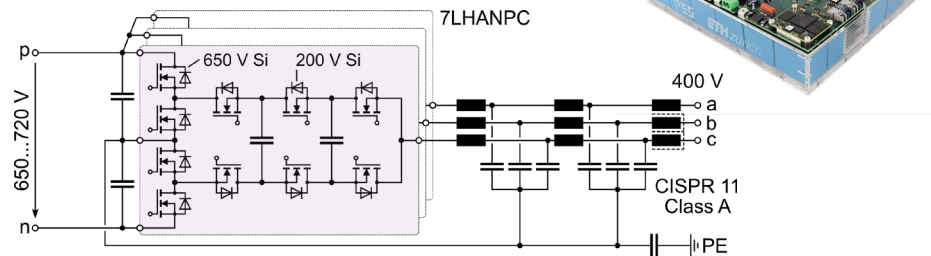 7LHANPC
ETH zürich
p
650 V Si
200 V Si
400 V
a
b
c
650...720 V
CISPR 11
Class A
n
PE